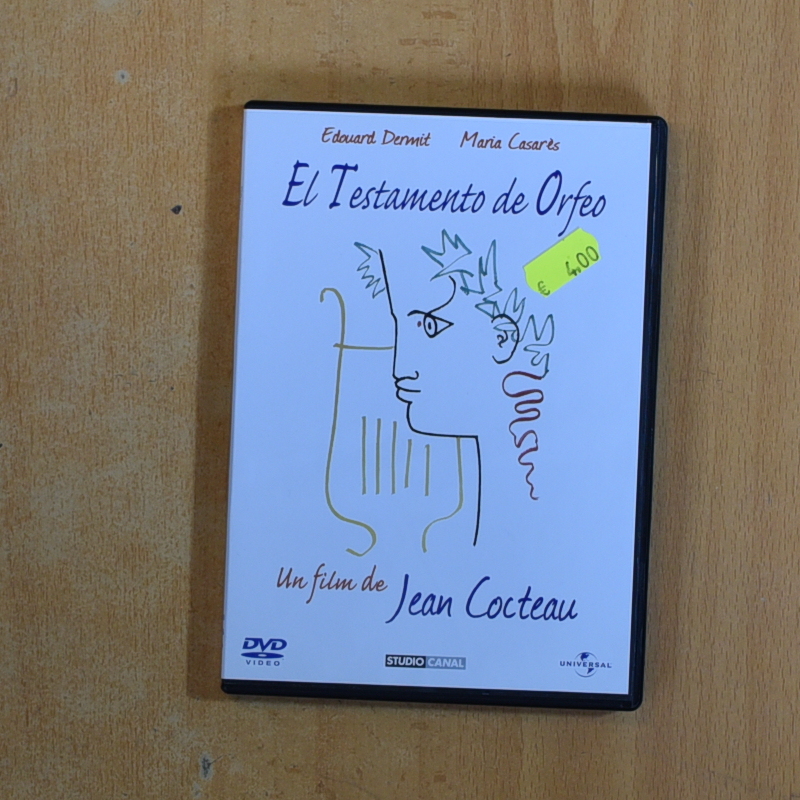 Edouard Dermit Maria Casarès
El Testamento de Orfeo
€ 4,00
Un film de Jean Cocteau
DVD
VIDEO
STUDIO CANAL
UNIVERSAL